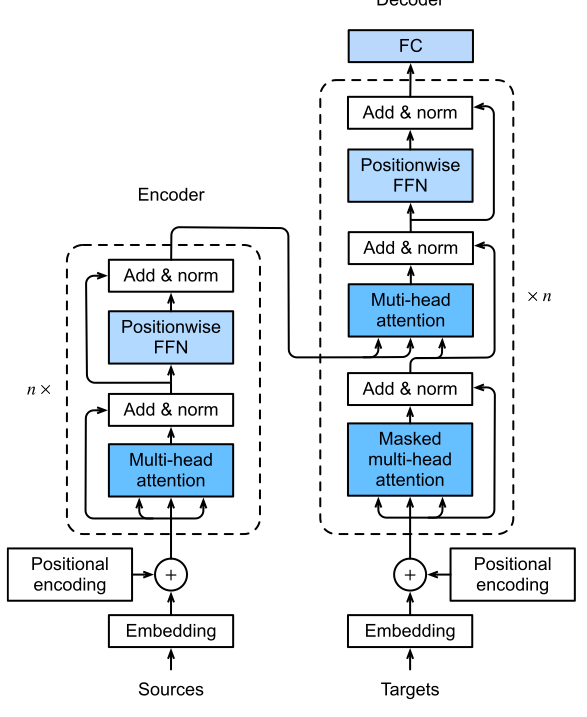 Decoder
FC
Add & norm
Positionwise
FFN
Add & norm
Muti-head
attention
× n
Add & norm
Masked
multi-head
attention
Positional
encoding
+
Embedding
Targets
Encoder
Add & norm
Positionwise
FFN
n ×
Add & norm
Multi-head
attention
Positional
encoding
+
Embedding
Sources